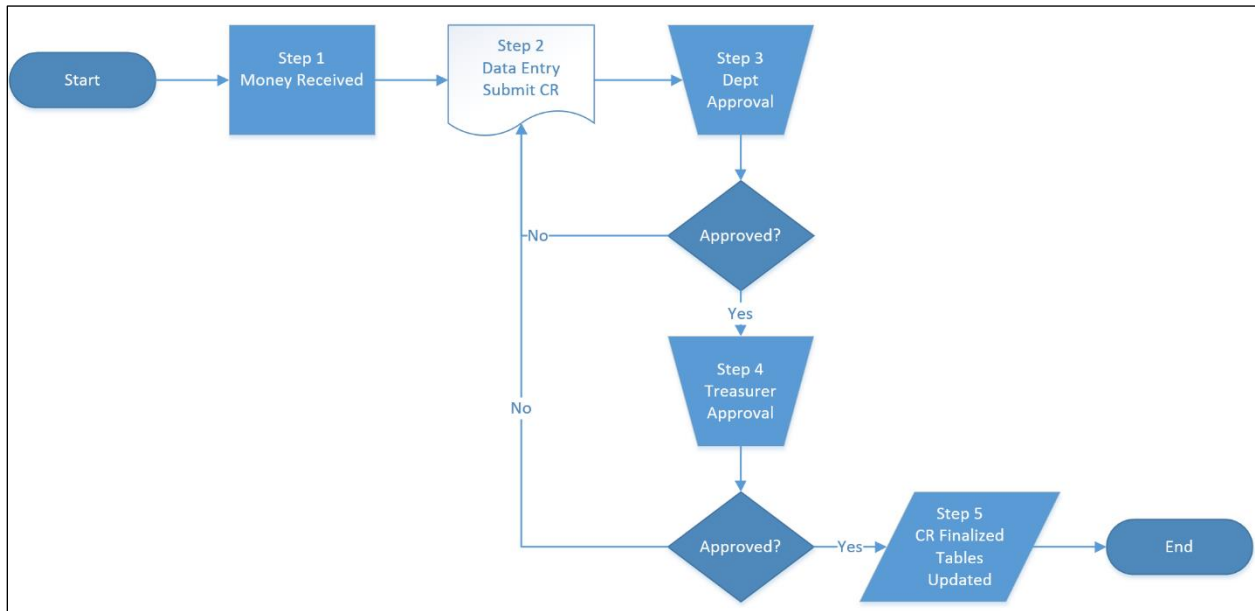 Start
Step 1
Money Received
Step 2
Data Entry
Submit CR
Step 3
Dept
Approval
Approved?
No
Yes
Step 4
Treasurer
Approval
No
Approved?
Yes
Step 5
CR Finalized
Tables
Updated
End